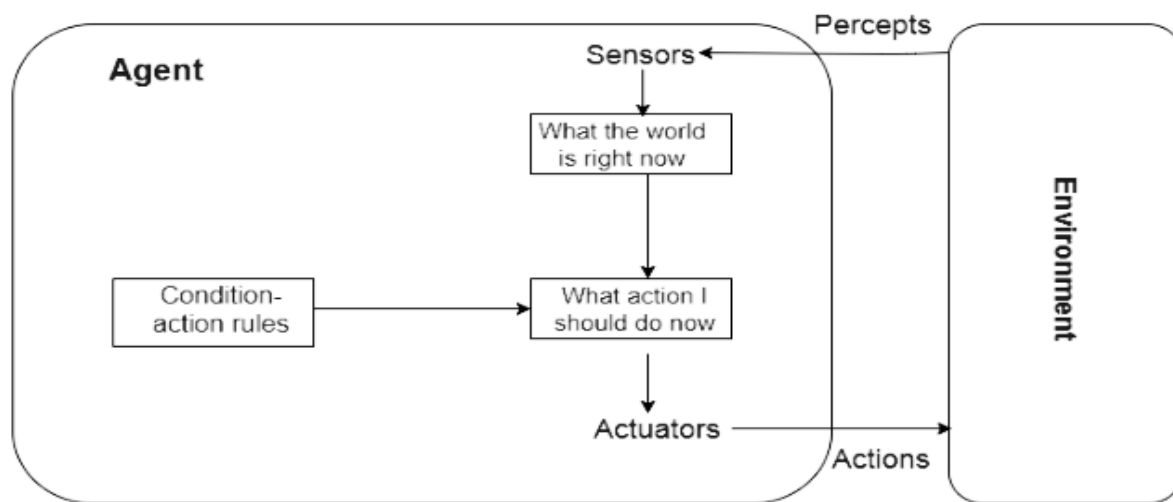 Percepts
Sensors
Agent
What the world
is right now
Environment
Condition-
action rules
What action I
should do now
Actuators
Actions